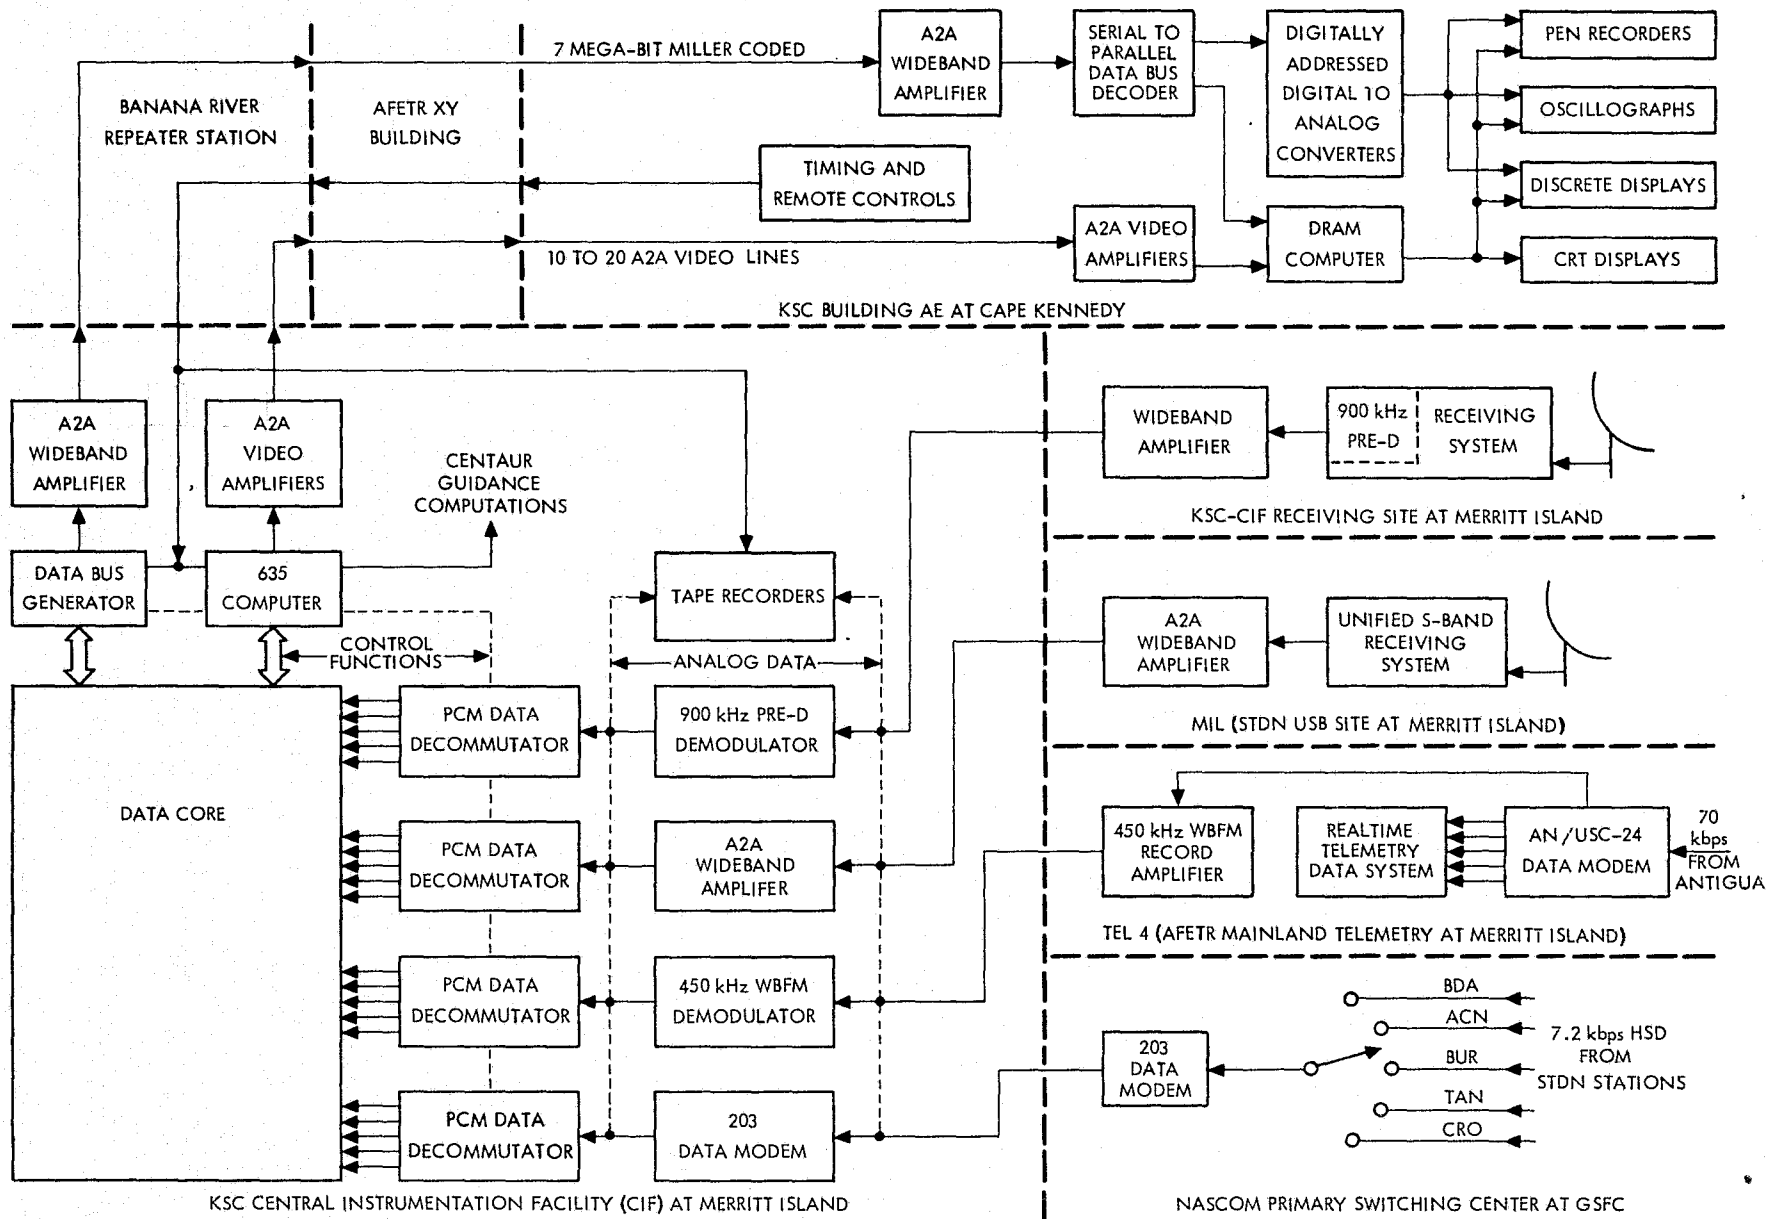 BANANA RIVER
REPEATER STATION
AFETR XY
BUILDING
7 MEGA-BIT MILLER CODED
A2A
WIDEBAND
AMPLIFIER
SERIAL TO
PARALLEL
DATA BUS
DECODER
DIGITALLY
ADDRESSED
DIGITAL TO
ANALOG
CONVERTERS
PEN RECORDERS
OSCILLOGRAPHS
DISCRETE DISPLAYS
CRT DISPLAYS
TIMING AND
REMOTE CONTROLS
10 TO 20 A2A VIDEO LINES
A2A VIDEO
AMPLIFIERS
DRAM
COMPUTER
KSC BUILDING AE AT CAPE KENNEDY
A2A
WIDEBAND
AMPLIFIER
A2A
VIDEO
AMPLIFIERS
CENTAUR
GUIDANCE
COMPUTATIONS
DATA BUS
GENERATOR
635
COMPUTER
CONTROL
FUNCTIONS
TAPE RECORDERS
ANALOG DATA
DATA CORE
PCM DATA
DECOMMUTATOR
900 kHz PRE-D
DEMODULATOR
PCM DATA
DECOMMUTATOR
A2A
WIDEBAND
AMPLIFER
PCM DATA
DECOMMUTATOR
450 kHz WBFM
DEMODULATOR
PCM DATA
DECOMMUTATOR
203
DATA MODEM
KSC CENTRAL INSTRUMENTATION FACILITY (CIF) AT MERRITT ISLAND
WIDEBAND
AMPLIFIER
900 kHz
PRE-D
RECEIVING
SYSTEM
KSC-CIF RECEIVING SITE AT MERRITT ISLAND
A2A
WIDEBAND
AMPLIFIER
UNIFIED S-BAND
RECEIVING
SYSTEM
MIL (STDN USB SITE AT MERRITT ISLAND)
450 kHz WBFM
RECORD
AMPLIFIER
REALTIME
TELEMETRY
DATA SYSTEM
AN/USC-24
DATA MODEM
70
kbps
FROM
ANTIGUA
TEL 4 (AFETR MAINLAND TELEMETRY AT MERRITT ISLAND)
203
DATA
MODEM
BDA
ACN
BUR
TAN
CRO
7.2 kbps HSD
FROM
STDN STATIONS
NASCOM PRIMARY SWITCHING CENTER AT GSFC